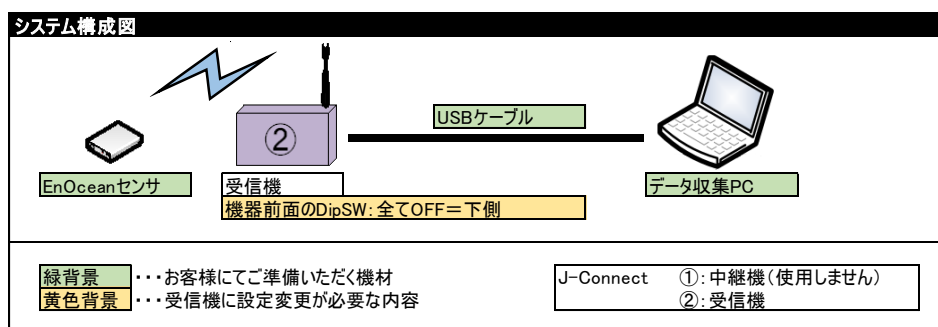 システム構成図
②
USBケーブル
EnOceanセンサ
受信機
データ収集PC
機器前面のDipSW:全てOFF=下側
緑背景 ・・・お客様にてご準備いただく機材
黄色背景 ・・・受信機に設定変更が必要な内容
J-Connect ①:中継機(使用しません)
②:受信機